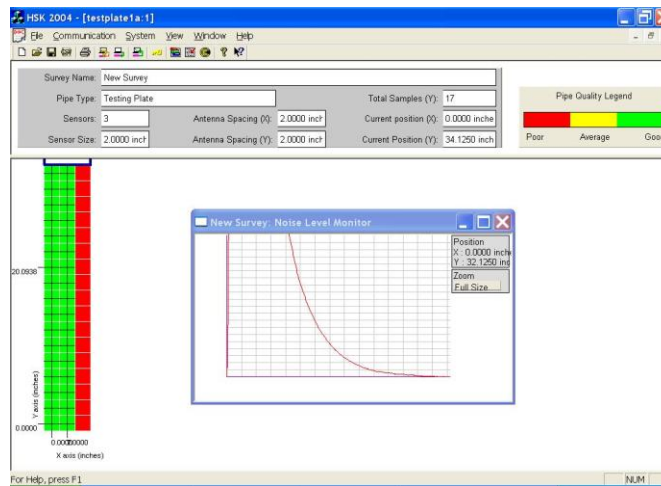 HSK 2004 - [testplate1a:1]
File Communication System View Window Help
Survey Name: New Survey
Pipe Type: Testing Plate Total Samples (Y): 17
Sensors: 3 Antenna Spacing (X): 2.0000 inch Current position (X): 0.0000 inche
Sensor Size: 2.0000 inch Antenna Spacing (Y): 2.0000 inch Current Position (Y): 34.1250 inc
Pipe Quality Legend
Poor Average Goo
New Survey: Noise Level Monitor
Position
X : 0.0000 inche
Y : 32.1250 inc
Zoom
Full Size
20.0938
Y axis (inches)
0.0000
X axis (inches)
For Help, press F1 NUM